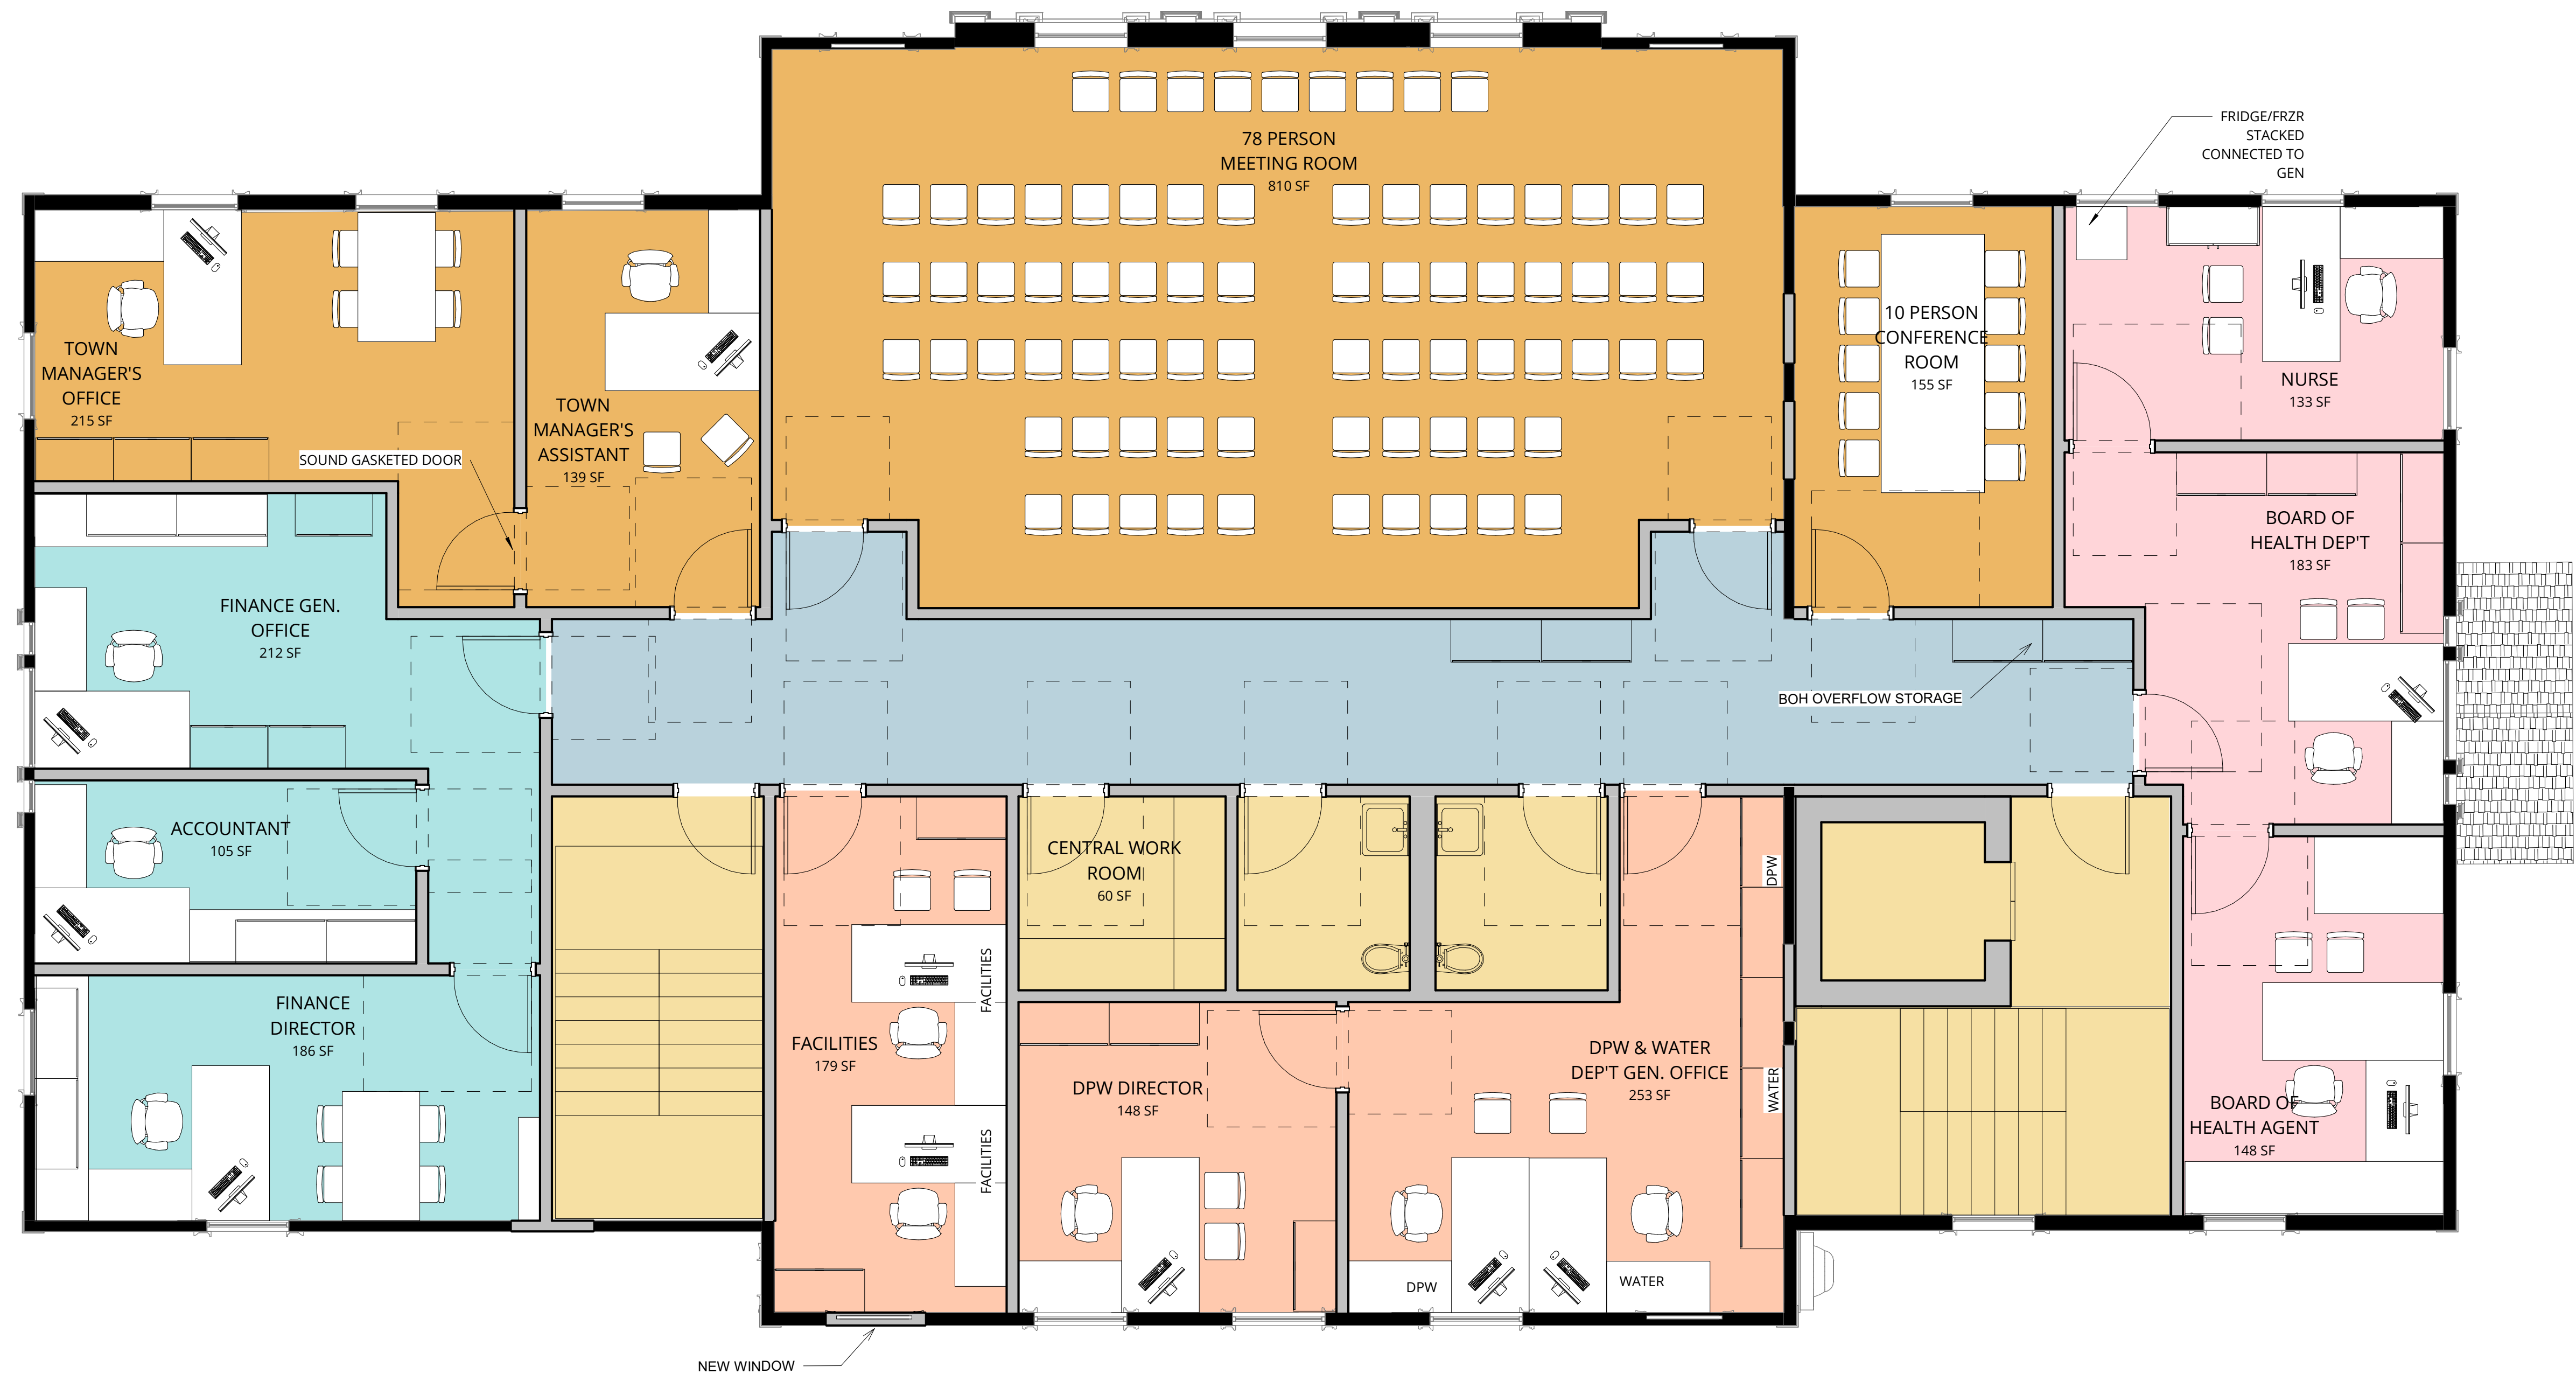 FRIDGE/FRZR
STACKED
CONNECTED TO
GEN
78 PERSON
MEETING ROOM
810 SF
10 PERSON
CONFERENCE
ROOM
155 SF
TOWN
MANAGER'S
OFFICE
215 SF
TOWN
MANAGER'S
ASSISTANT
139 SF
SOUND GASKETED DOOR
NURSE
133 SF
BOARD OF
HEALTH DEP'T
183 SF
FINANCE GEN.
OFFICE
212 SF
BOH OVERFLOW STORAGE
ACCOUNTANT
105 SF
CENTRAL WORK
ROOM
60 SF
DPW
FINANCE
DIRECTOR
186 SF
FACILITIES
179 SF
FACILITIES
FACILITIES
DPW DIRECTOR
148 SF
DPW & WATER
DEP'T GEN. OFFICE
253 SF
WATER
BOARD OF
HEALTH AGENT
148 SF
DPW
WATER
NEW WINDOW